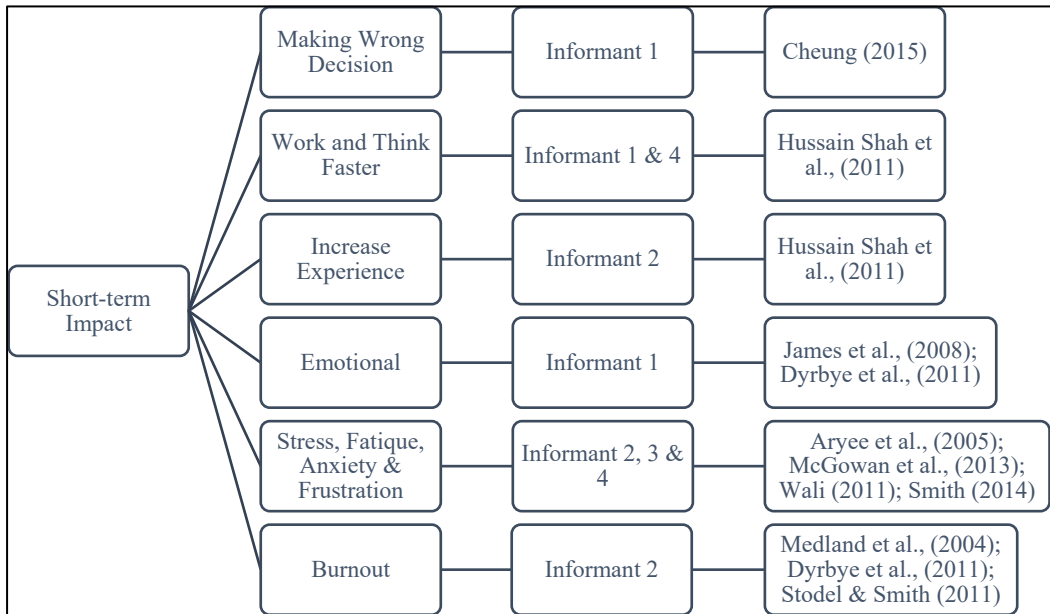 Making Wrong
Decision
Informant 1
Cheung (2015)
Work and Think
Faster
Informant 1 & 4
Hussain Shah et
al., (2011)
Increase
Experience
Informant 2
Hussain Shah et
al., (2011)
Short-term
Impact
Emotional
Informant 1
James et al., (2008);
Dyrbye et al., (2011)
Stress, Fatique,
Anxiety &
Frustration
Informant 2, 3 &
4
Aryee et al., (2005);
McGowan et al., (2013);
Wali (2011); Smith (2014)
Burnout
Informant 2
Medland et al., (2004);
Dyrbye et al., (2011);
Stodel & Smith
(2011)